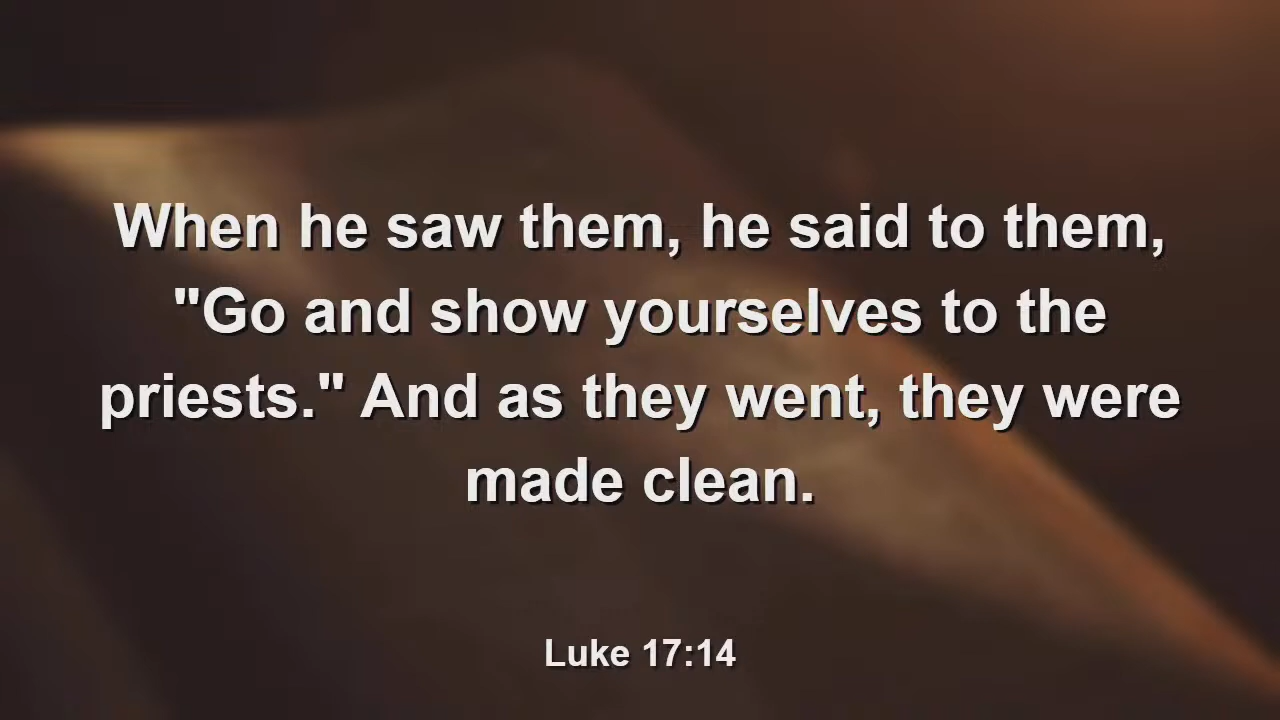 When he saw them, he said to them,
"Go and show yourselves to the
priests." And as they went, they were
made clean.
Luke 17:14